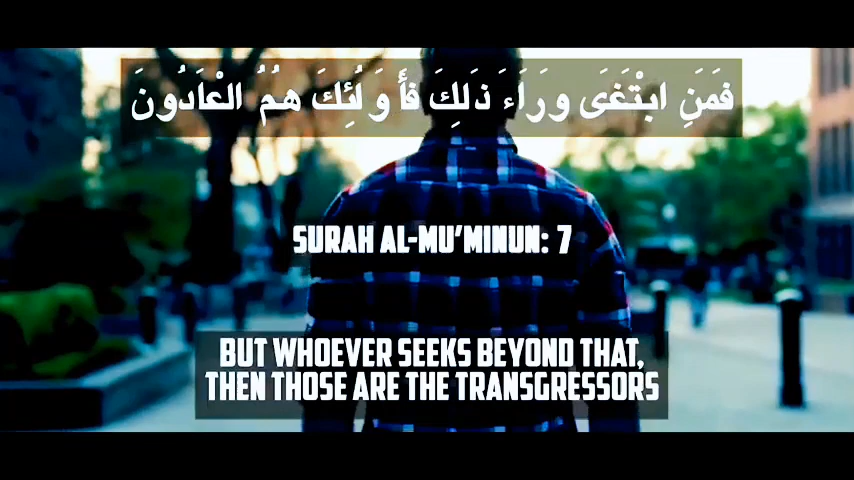 فَمَنِ ابْتَغَى وَرَاءَ ذَلِكَ فَأُولَئِكَ هُمُ الْعَادُونَ
SURAH AL-MU'MINUN: 7
BUT WHOEVER SEEKS BEYOND THAT,
THEN THOSE ARE THE TRANSGRESSORS